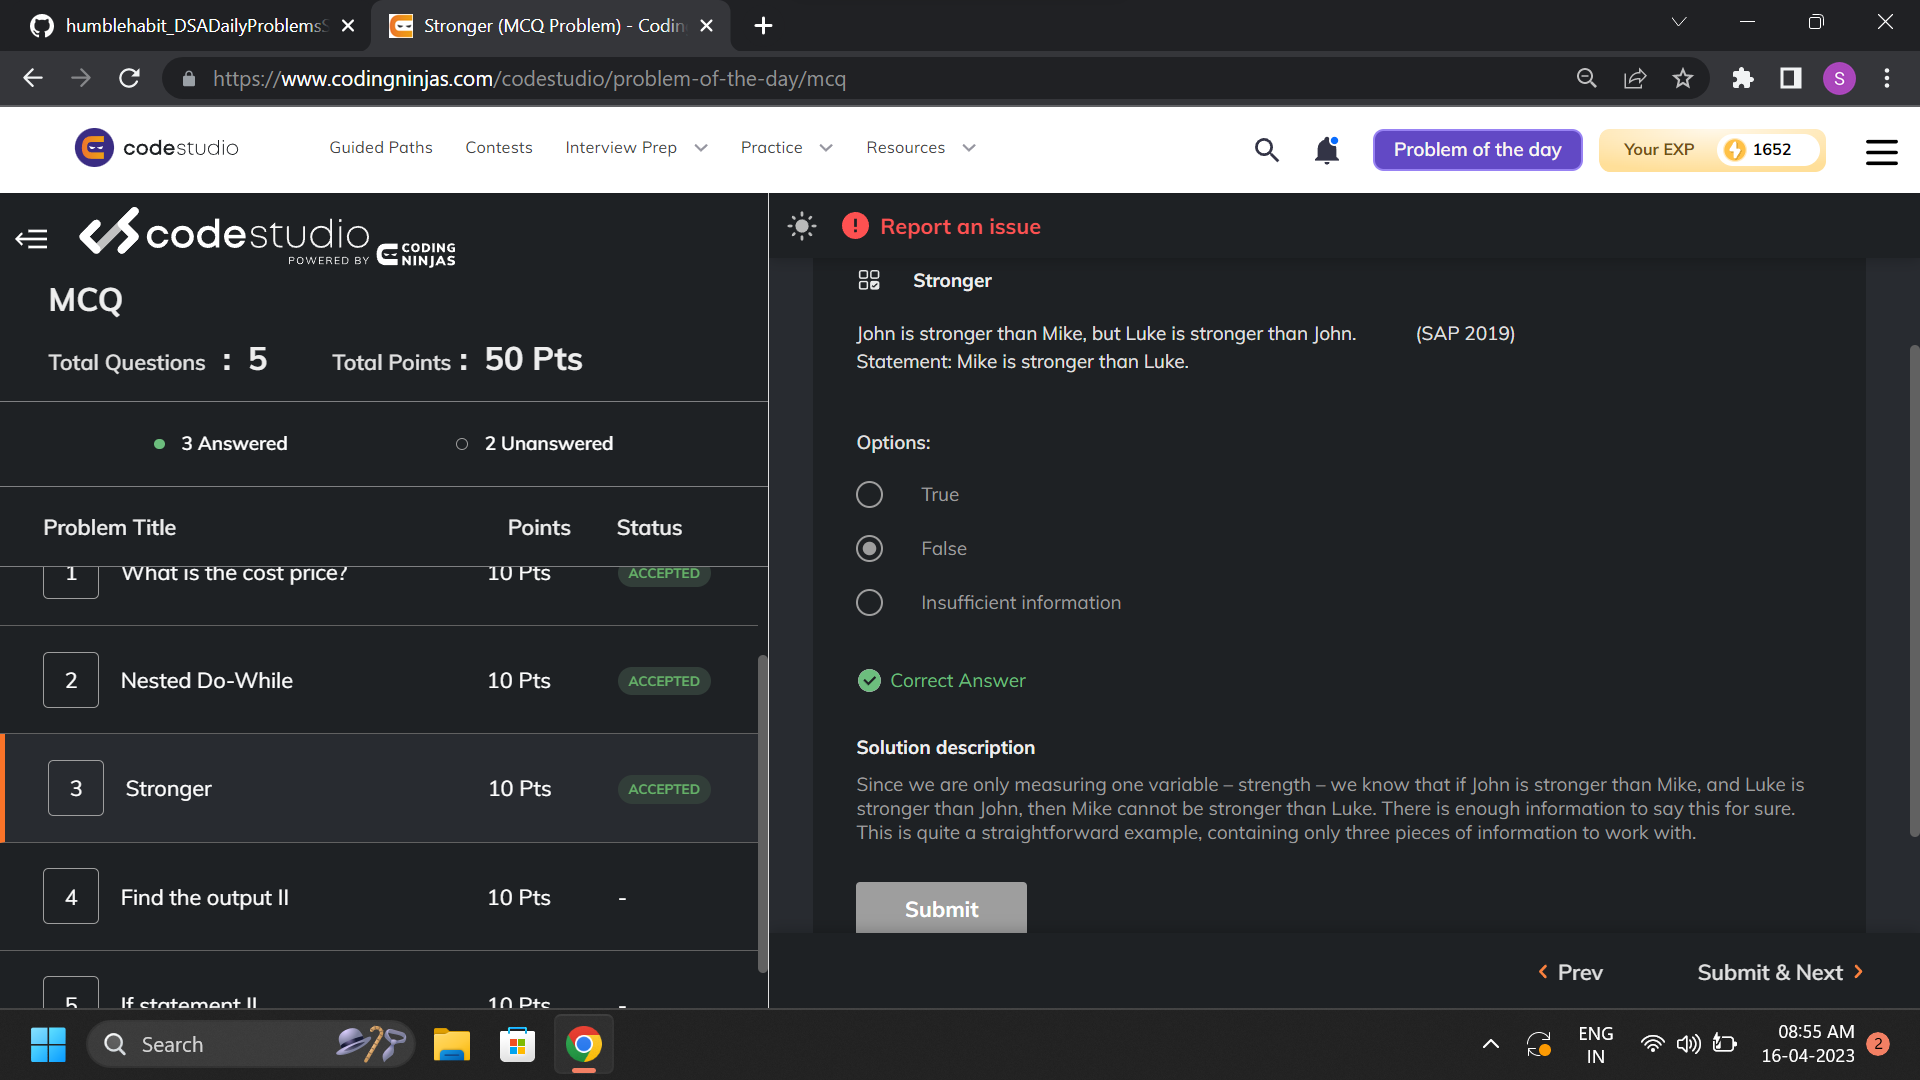 humblehabit_DSADailyProblemsS
Stronger (MCQ Problem) - Codin
https://www.codingninjas.com/codestudio/problem-of-the-day/mcq
S
codestudio
Guided Paths
Contests
Interview Prep
Practice
Resources
Problem of the day
Your EXP
1652
codestudio
POWERED BY
CODING
NINJAS
MCQ
Total Questions : 5
Total Points : 50 Pts
3 Answered
2 Unanswered
Problem Title
Points
Status
1
What is the cost price?
10 Pts
ACCEPTED
2
Nested Do-While
10 Pts
ACCEPTED
3
Stronger
10 Pts
ACCEPTED
4
Find the output II
10 Pts
-
5
If statement II
10 Pts
-
Report an issue
Stronger
John is stronger than Mike, but Luke is stronger than John. (SAP 2019)
Statement: Mike is stronger than Luke.
Options:
True
False
Insufficient information
Correct Answer
Solution description
Since we are only measuring one variable – strength – we know that if John is stronger than Mike, and Luke is
stronger than John, then Mike cannot be stronger than Luke. There is enough information to say this for sure.
This is quite a straightforward example, containing only three pieces of information to work with.
Submit
Prev
Submit & Next
Search
ENG
IN
08:55 AM
16-04-2023
2